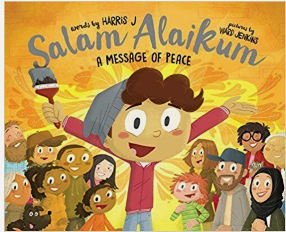 words by HARRIS J
pictures by WARD JENKINS
Salam Alaikum
A MESSAGE OF PEACE